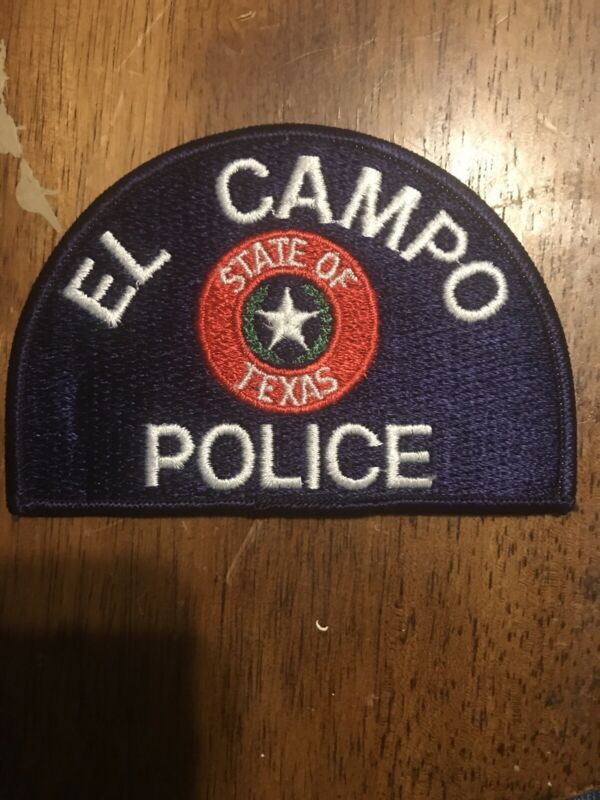 EL CAMPO
STATE OF
TEXAS
POLICE